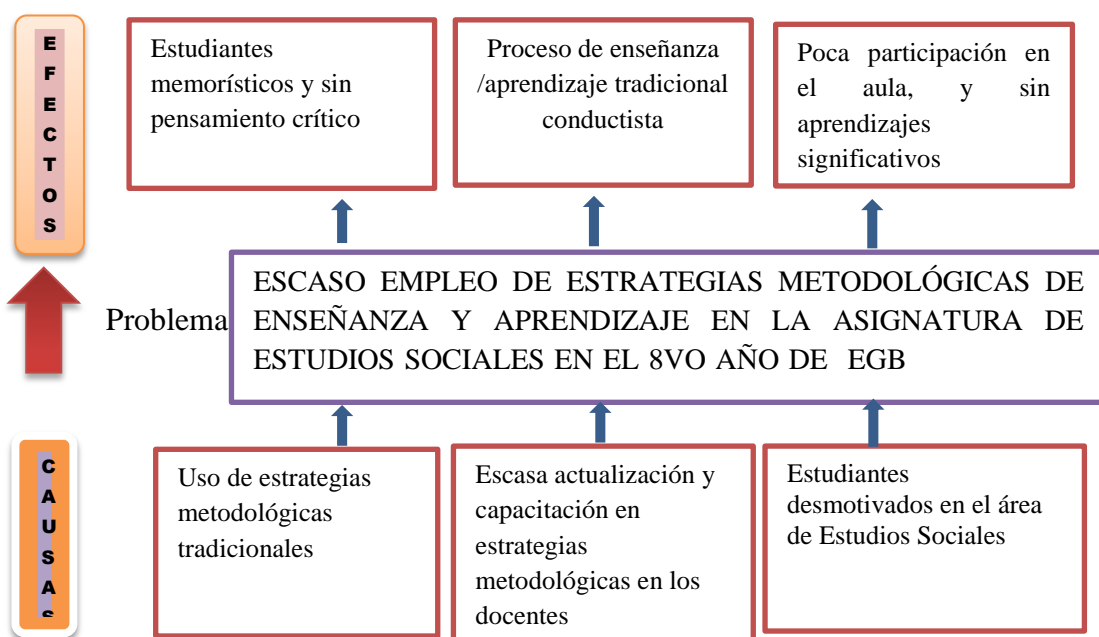 EFECTOS
Estudiantes
memorísticos y sin
pensamiento crítico
Proceso de enseñanza
/aprendizaje tradicional
conductista
Poca participación en
el aula, y sin
aprendizajes
significativos
Problema
ESCASO EMPLEO DE ESTRATEGIAS METODOLÓGICAS DE
ENSEÑANZA Y APRENDIZAJE EN LA ASIGNATURA DE
ESTUDIOS SOCIALES EN EL 8VO AÑO DE EGB
CAUSAS
Uso de estrategias
metodológicas
tradicionales
Escasa actualización y
capacitación en
estrategias
metodológicas en los
docentes
Estudiantes
desmotivados en el área
de Estudios Sociales